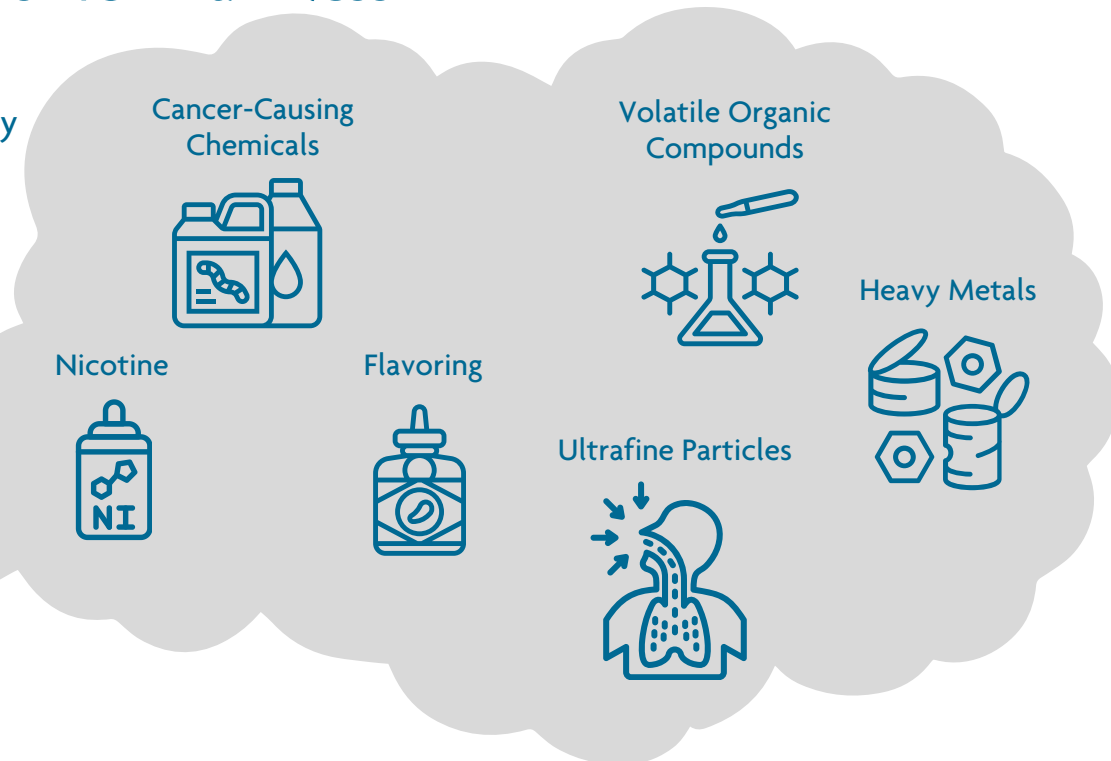 y
Cancer-Causing
Chemicals
Volatile Organic
Compounds
Heavy Metals
Nicotine
Flavoring
Ultrafine Particles
NI